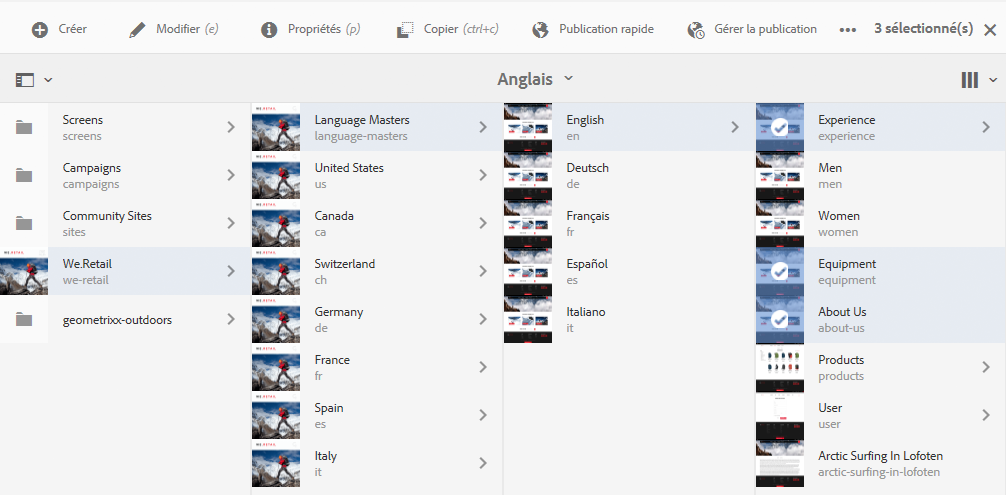 Créer
Modifier (e)
Propriétés (p)
Copier (ctrl+c)
Publication rapide
Gérer la publication
3 sélectionné(s)
Anglais
Screens
screens
Campaigns
campaigns
Community Sites
sites
We.Retail
we-retail
geometrixx-outdoors
Language Masters
language-masters
United States
us
Canada
ca
Switzerland
ch
Germany
de
France
fr
Spain
es
Italy
it
English
en
Deutsch
de
Français
fr
Español
es
Italiano
it
Experience
experience
Men
men
Women
women
Equipment
equipment
About Us
about-us
Products
products
User
user
Arctic Surfing In Lofoten
arctic-surfing-in-lofoten